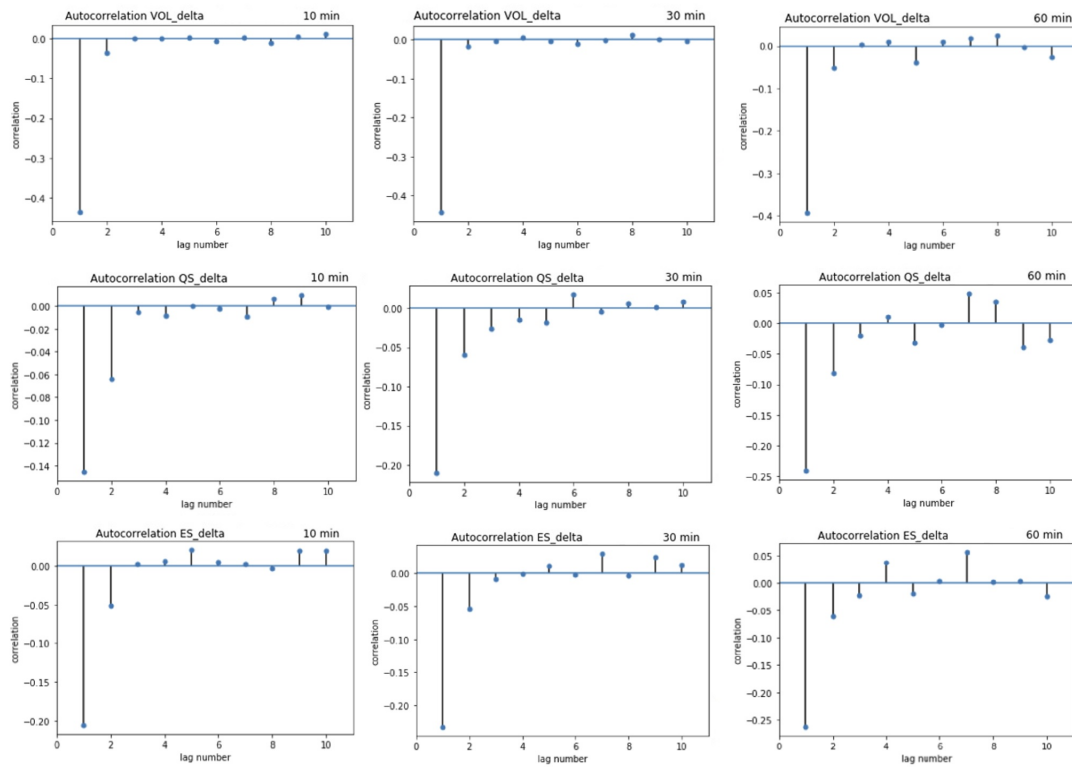 Autocorrelation VOL_delta 10 min
0.0
−0.1
−0.2
−0.3
−0.4
correlation
0 2 4 6 8 10
lag number
Autocorrelation VOL_delta 30 min
0.0
−0.1
−0.2
−0.3
−0.4
correlation
0 2 4 6 8 10
lag number
Autocorrelation VOL_delta 60 min
0.0
−0.1
−0.2
−0.3
−0.4
correlation
0 2 4 6 8 10
lag number
Autocorrelation QS_delta 10 min
0.00
−0.02
−0.04
−0.06
−0.08
−0.10
−0.12
−0.14
correlation
0 2 4 6 8 10
lag number
Autocorrelation QS_delta 30 min
0.00
−0.05
−0.10
−0.15
−0.20
correlation
0 2 4 6 8 10
lag number
Autocorrelation QS_delta 60 min
0.05
0.00
−0.05
−0.10
−0.15
−0.20
−0.25
correlation
0 2 4 6 8 10
lag number
Autocorrelation ES_delta 10 min
0.00
−0.05
−0.10
−0.15
−0.20
correlation
0 2 4 6 8 10
lag number
Autocorrelation ES_delta 30 min
0.00
−0.05
−0.10
−0.15
−0.20
correlation
0 2 4 6 8 10
lag number
Autocorrelation ES_delta 60 min
0.05
0.00
−0.05
−0.10
−0.15
−0.20
−0.25
correlation
0 2 4 6 8 10
lag number